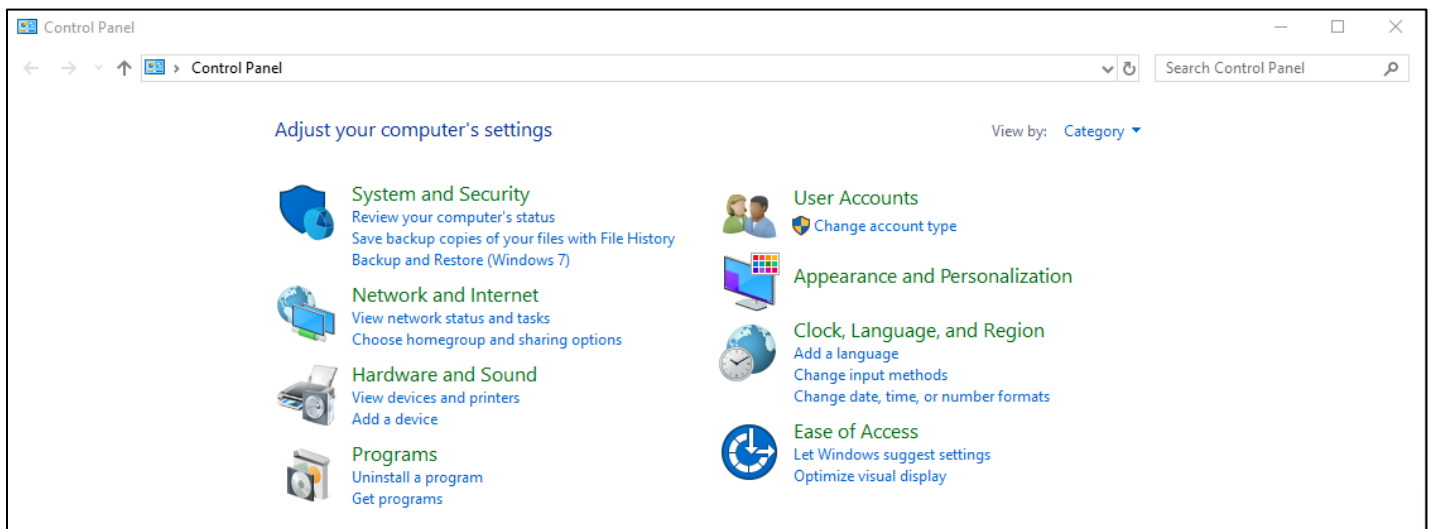 Control Panel
Control Panel
Search Control Panel
Adjust your computer's settings
View by: Category
System and Security
Review your computer's status
Save backup copies of your files with File History
Backup and Restore (Windows 7)
Network and Internet
View network status and tasks
Choose homegroup and sharing options
Hardware and Sound
View devices and printers
Add a device
Programs
Uninstall a program
Get programs
User Accounts
Change account type
Appearance and Personalization
Clock, Language, and Region
Add a language
Change input methods
Change date, time, or number formats
Ease of Access
Let Windows suggest settings
Optimize visual display